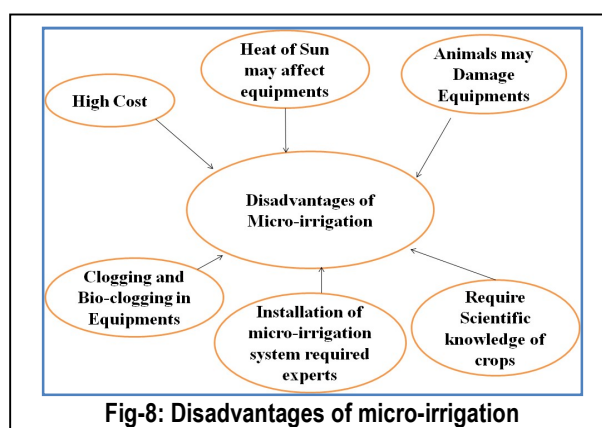 Heat of Sun
may affect
equipments
Animals may
Damage
Equipments
High Cost
Disadvantages of
Micro-irrigation
Clogging and
Bio-clogging in
Equipments
Installation of
micro-irrigation
system required
experts
Require
Scientific
knowledge of
crops
Fig-8: Disadvantages of micro-irrigation